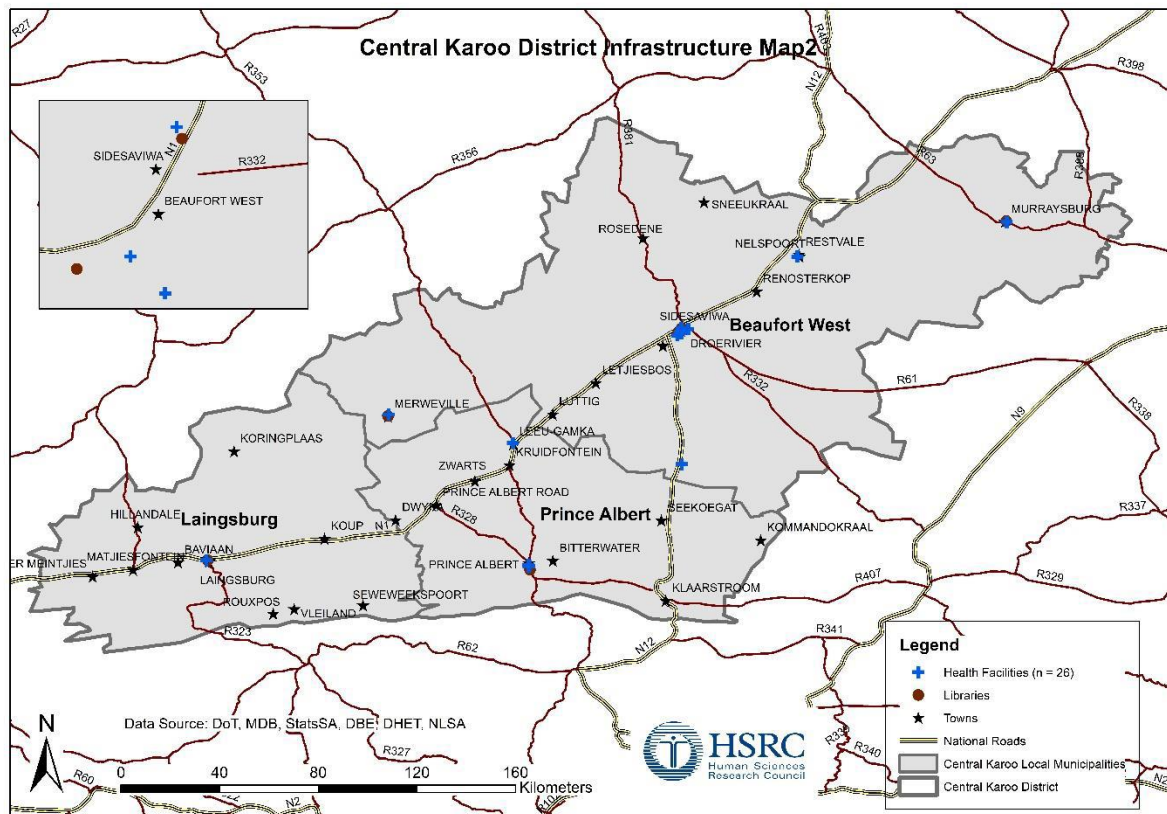 Central Karoo District Infrastructure Map2
R27
R353
R403
N12
R398
R356
R381
R63
SIDESAVIWA
N1
R332
BEAUFORT WEST
SNEEUKRAAL
ROSEDENE
MURRAYSBURG
NELSPOORT
RESTVALE
RENOSTERKOP
SIDESAVIWA
Beaufort West
DROERIVIER
LETJIESBOS
R332
R61
N9
R338
LUTTIG
MERWEVILLE
LEEU-GAMKA
KRUIDFONTEIN
KORINGPLAAS
ZWARTS
PRINCE ALBERT ROAD
DWYKA
R328
Prince Albert
BEEKOEGAT
KOMMANDOKRAAL
R337
HILLANDALE
Laingsburg
KOUP
N1
BITTERWATER
PRINCE ALBERT
ER MEINTJIES
MATJIESFONTEIN
BAVIAAN
LAINGSBURG
ROUXPOS
VLEILAND
SEWEWEEKSPOORT
KLAARSTROOM
R407
R329
R323
R62
N12
R341
Legend
Health Facilities (n = 26)
Libraries
Towns
National Roads
Central Karoo Local Municipalities
Central Karoo District
N
Data Source: DoT, MDB, StatsSA, DBE, DHET, NLSA
0 40 80 120 160
Kilometers
HSRC
Human Sciences
Research Council
R327
R340
R60
N2